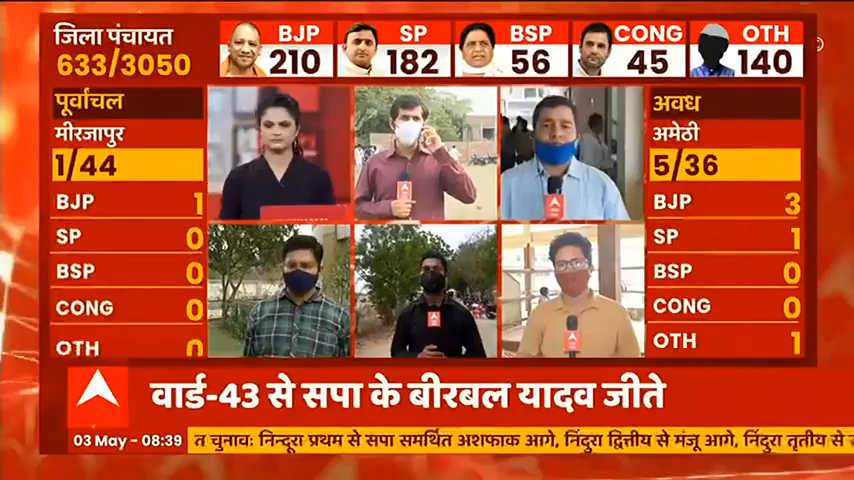 जिला पंचायत
633/3050
BJP
210
SP
182
BSP
56
CONG
45
OTH
140
पूर्वांचल
मीरजापुर
1/44
BJP 1
SP 0
BSP 0
CONG 0
OTH 0
अवध
अमेठी
5/36
BJP 3
SP 1
BSP 0
CONG 0
OTH 1
वार्ड-43 से सपा के बीरबल यादव जीते
03 May - 08:39
त चुनावः निन्दूरा प्रथम से सपा समर्थित अशफाक आगे, निंदुरा द्वितीय से मंजू आगे, निंदुरा तृतीय से